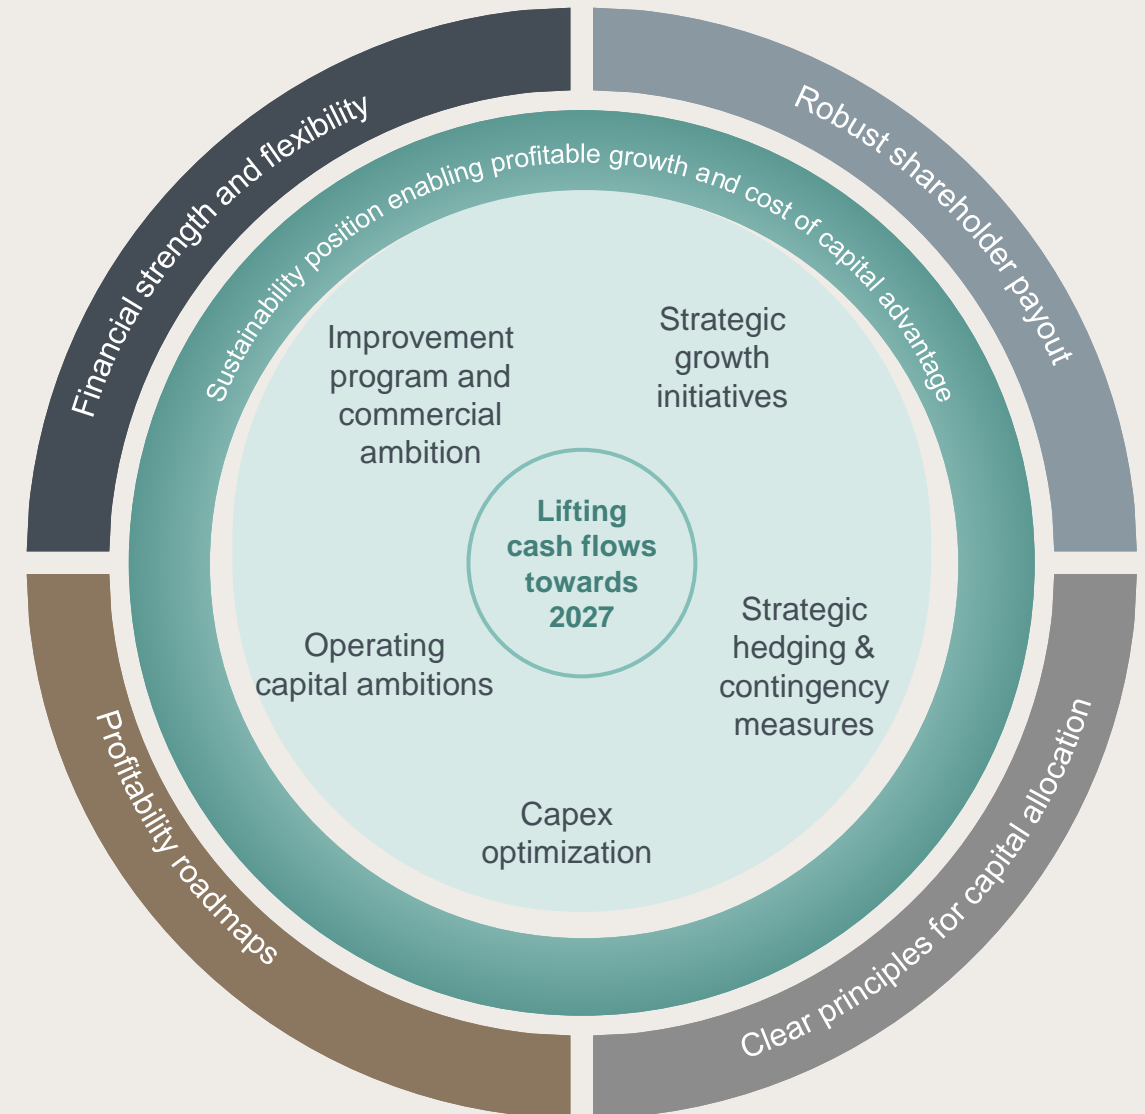 Financial strength and flexibility
Robust shareholder payout
Sustainability position enabling profitable growth and cost of capital advantage
Improvement
program and
commercial
ambition
Strategic
growth
initiatives
Lifting
cash flows
towards
2027
Operating
capital ambitions
Strategic
hedging &
contingency
measures
Capex
optimization
Profitability roadmaps
Clear principles for capital allocation